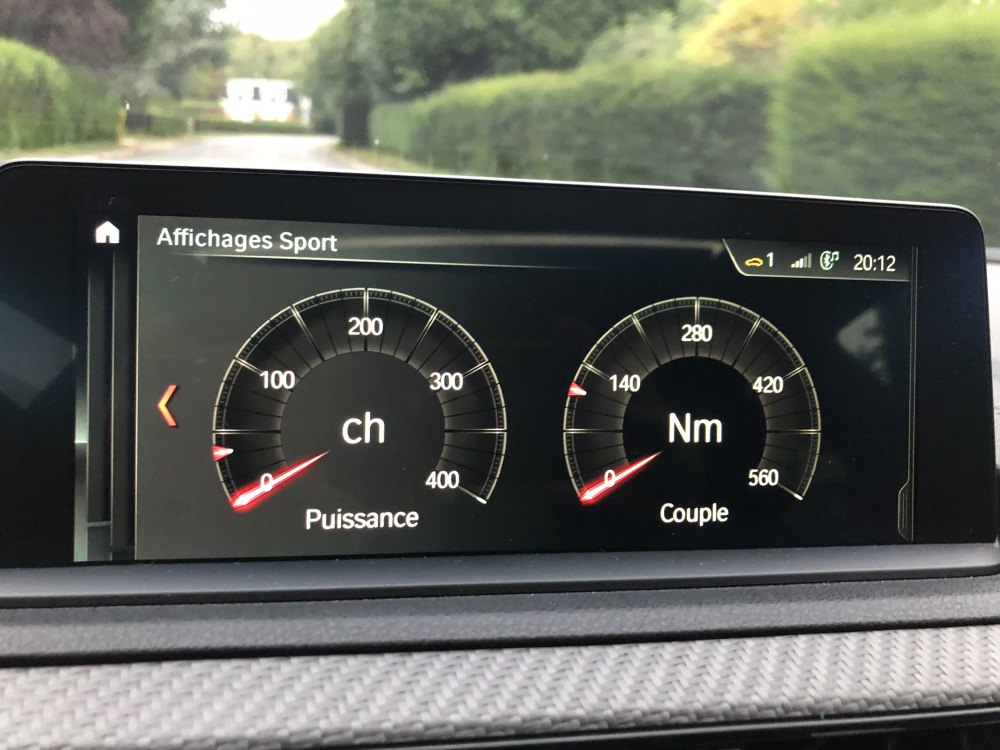 Affichages Sport
1
20:12
200
100
300
ch
0
400
Puissance
280
140
420
Nm
0
560
Couple